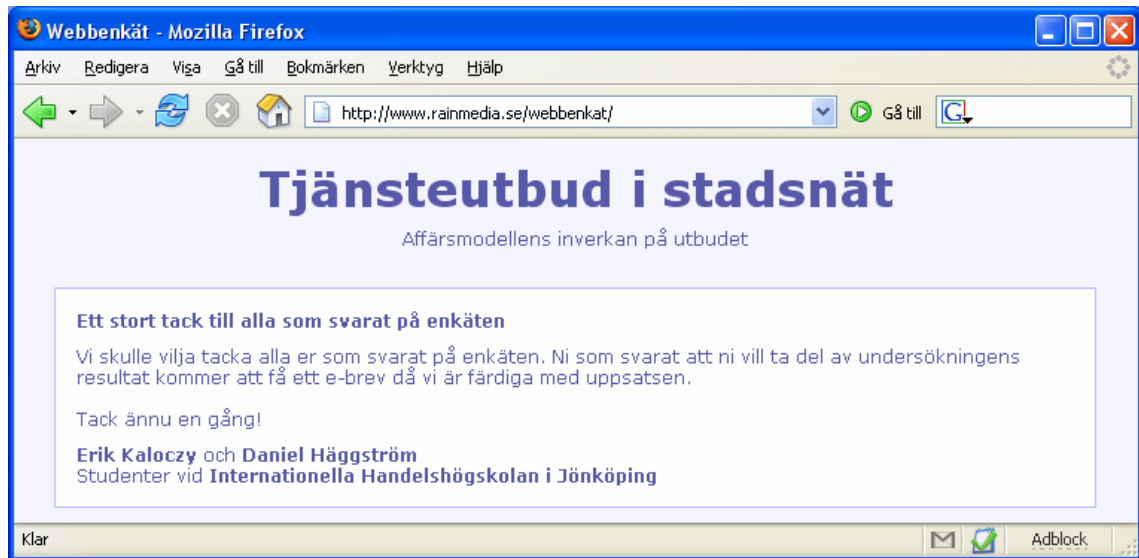 Webbenkät - Mozilla Firefox
Arkiv Redigera Visa Gå till Bokmärken Verktyg Hjälp
http://www.rainmedia.se/webbenkat/ Gå till G
Tjänsteutbud i stadsnät
Affärsmodellens inverkan på utbudet
Ett stort tack till alla som svarat på enkäten
Vi skulle vilja tacka alla er som svarat på enkäten. Ni som svarat att ni vill ta del av undersökningens
resultat kommer att få ett e-brev då vi är färdiga med uppsatsen.
Tack ännu en gång!
Erik Kaloczy och Daniel Häggström
Studenter vid Internationella Handelshögskolan i Jönköping
Klar Adblock